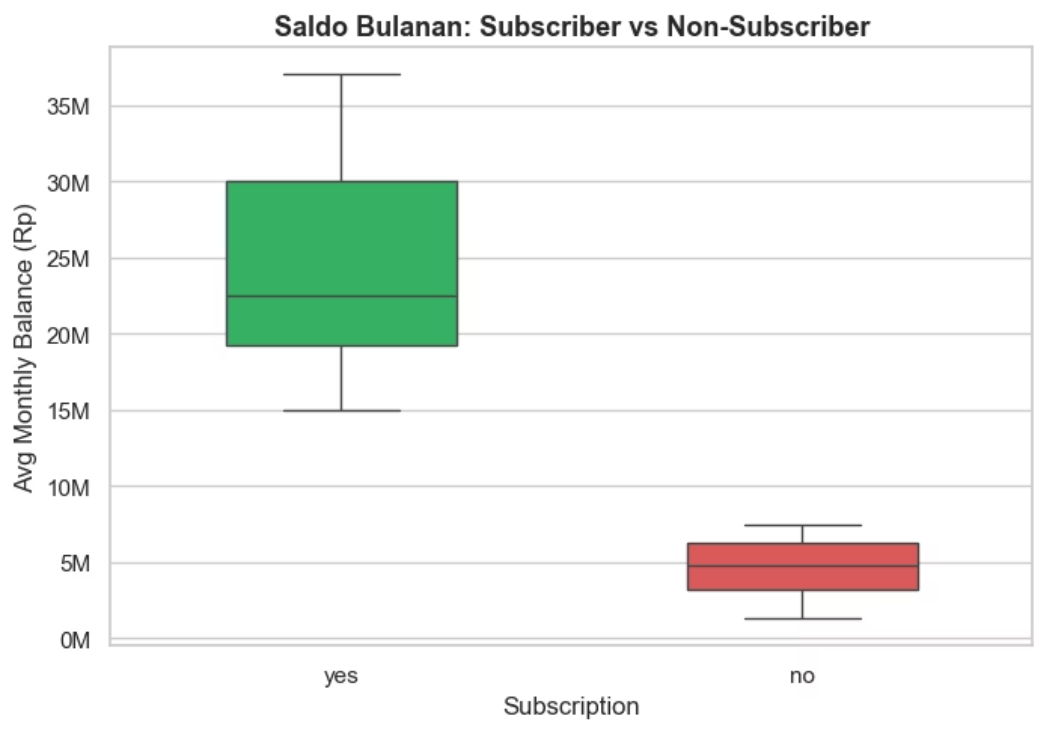 Saldo Bulanan: Subscriber vs Non-Subscriber
Avg Monthly Balance (Rp)
35M
30M
25M
20M
15M
10M
5M
0M
yes no
Subscription